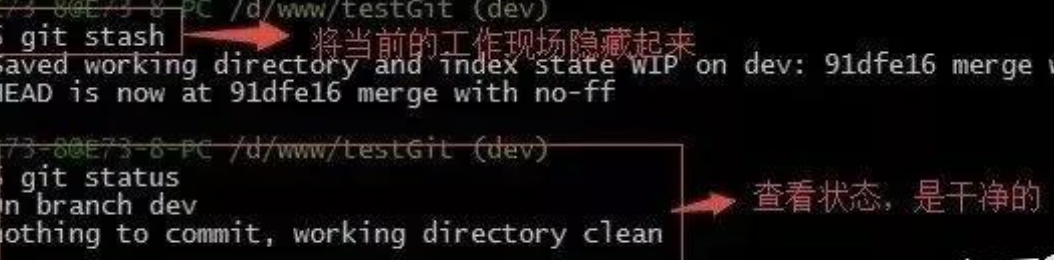 73-8@E73-8-PC /d/www/testGit (dev)
$ git stash
将当前的工作现场隐藏起来
Saved working directory and index state WIP on dev: 91dfe16 merge
HEAD is now at 91dfe16 merge with no-ff
73-8@E73-8-PC /d/www/testGit (dev)
$ git status
On branch dev
nothing to commit, working directory clean
查看状态，是干净的